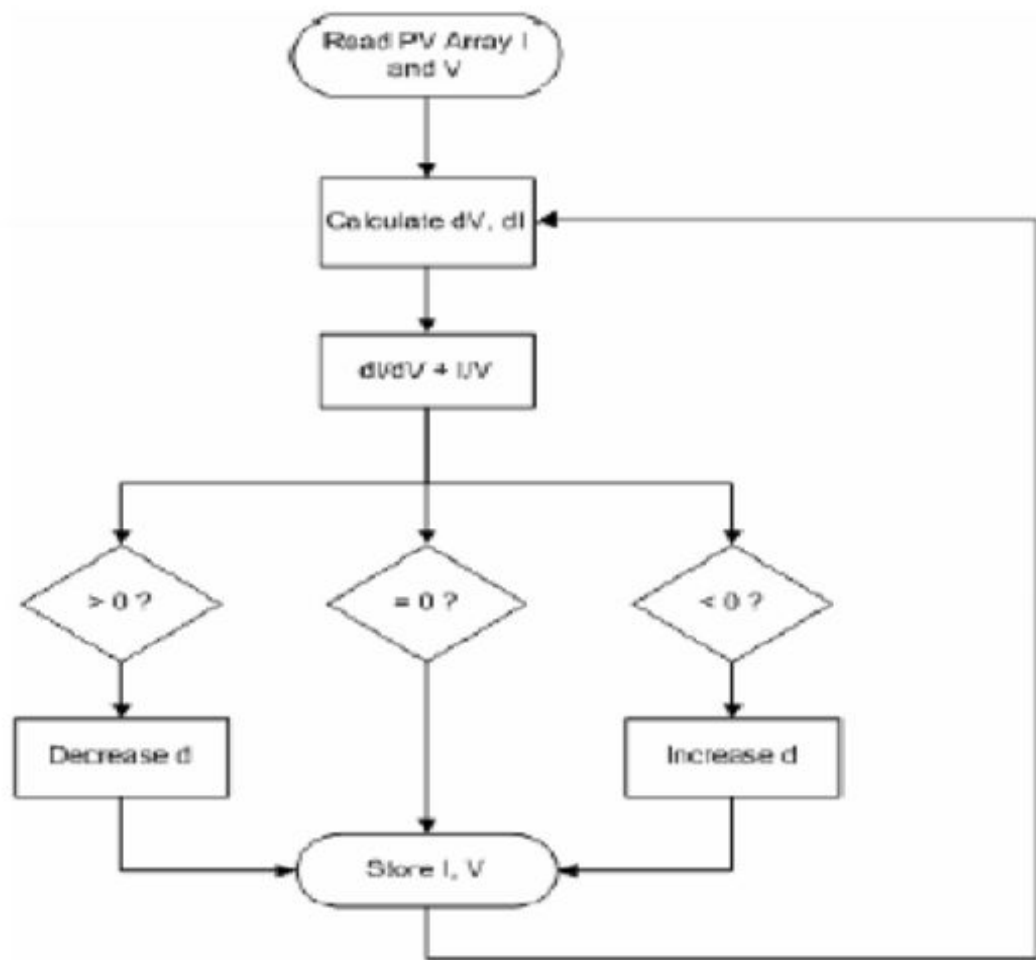 Read PV Array I
and V
Calculate dV, dI
dI/dV + I/V
> 0 ?
= 0 ?
< 0 ?
Decrease d
Increase d
Store I, V